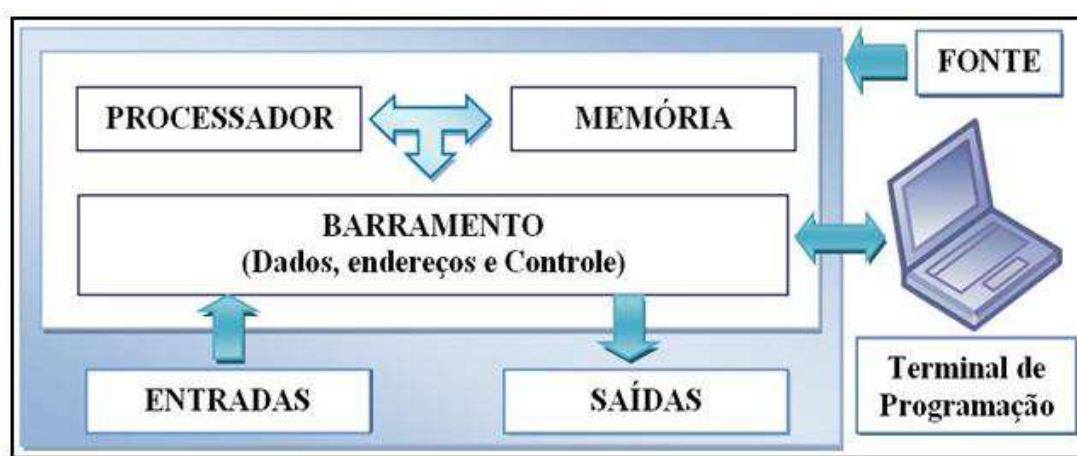 FONTE
PROCESSADOR
MEMÓRIA
BARRAMENTO
(Dados, endereços e Controle)
ENTRADAS
SAÍDAS
Terminal de
Programação